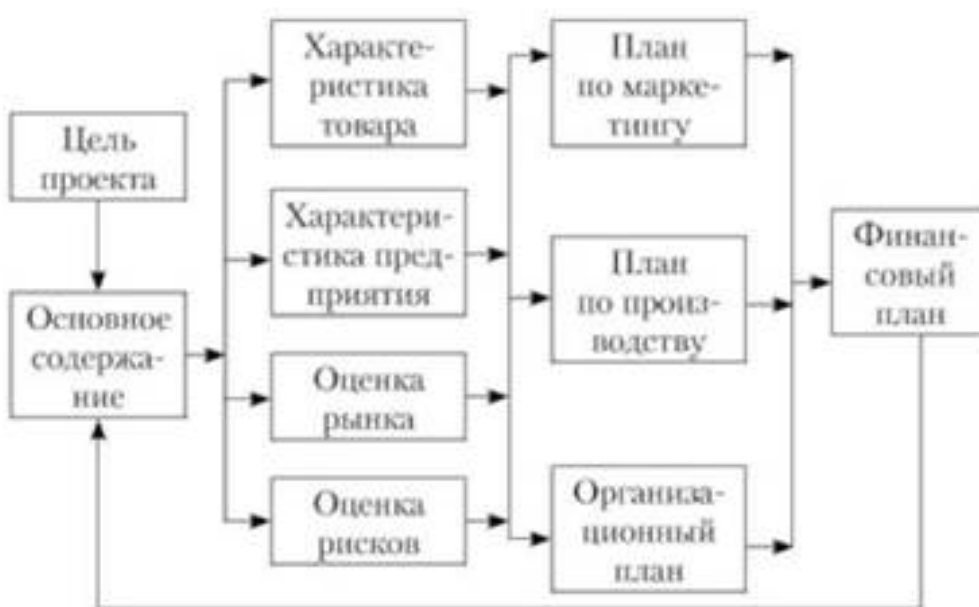 Цель
проекта
Основное
содержа-
ние
Характе-
ристика
товара
Характери-
стика пред-
приятия
Оценка
рынка
Оценка
рисков
План
по марке-
тингу
План
по произ-
водству
Организа-
ционный
план
Финан-
совый
план